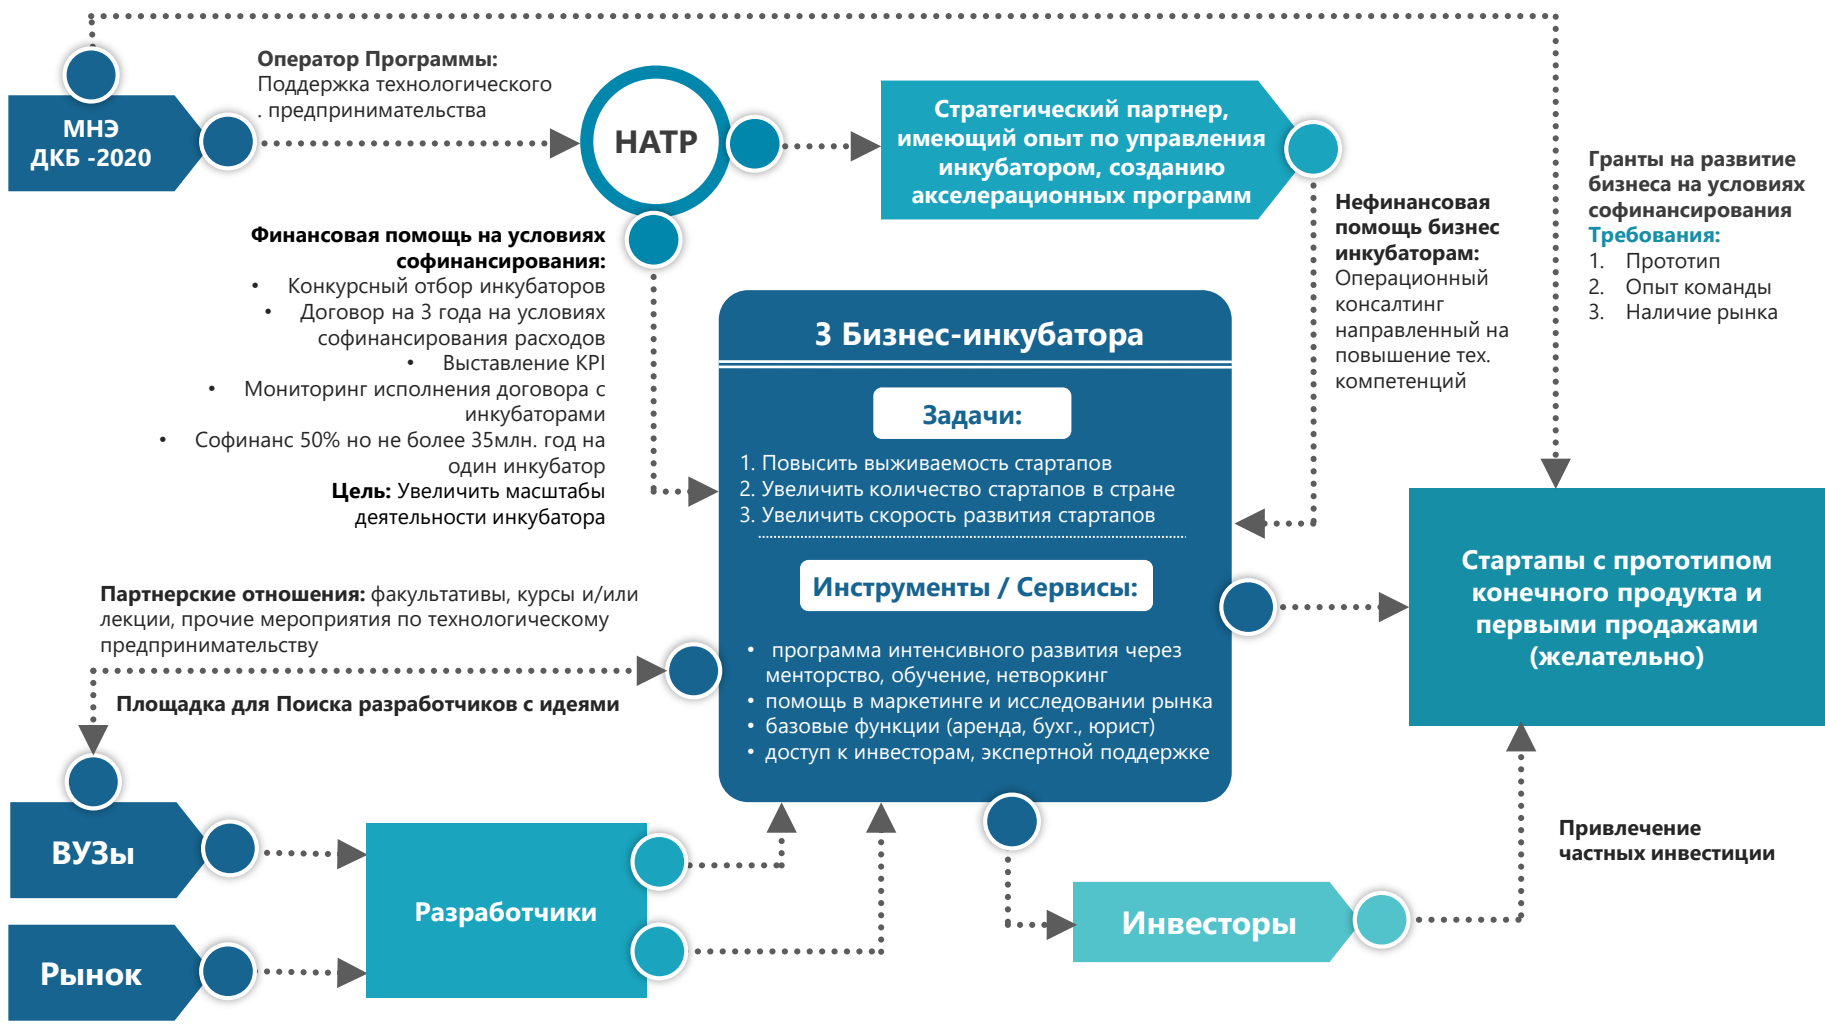 Оператор Программы:
Поддержка технологического
. предпринимательства
МНЭ
ДКБ -2020
НАТР
Стратегический партнер,
имеющий опыт по управления
инкубатором, созданию
акселерационных программ
Гранты на развитие
бизнеса на условиях
софинансирования
Требования:
1. Прототип
2. Опыт команды
3. Наличие рынка
Нефинансовая
помощь бизнес
инкубаторам:
Операционный
консалтинг
направленный на
повышение тех.
компетенций
Финансовая помощь на условиях
софинансирования:
• Конкурсный отбор инкубаторов
• Договор на 3 года на условиях
софинансирования расходов
• Выставление KPI
• Мониторинг исполнения договора с
инкубаторами
• Софинанс 50% но не более 35млн. год на
один инкубатор
Цель: Увеличить масштабы
деятельности инкубатора
3 Бизнес-инкубатора
Задачи:
1. Повысить выживаемость стартапов
2. Увеличить количество стартапов в стране
3. Увеличить скорость развития стартапов
Инструменты / Сервисы:
• программа интенсивного развития через
менторство, обучение, нетворкинг
• помощь в маркетинге и исследовании рынка
• базовые функции (аренда, бухг., юрист)
• доступ к инвесторам, экспертной поддержке
Стартапы с прототипом
конечного продукта и
первыми продажами
(желательно)
Партнерские отношения: факультативы, курсы и/или
лекции, прочие мероприятия по технологическому
предпринимательству
Площадка для Поиска разработчиков с идеями
ВУЗы
Рынок
Разработчики
Инвесторы
Привлечение
частных инвестиции